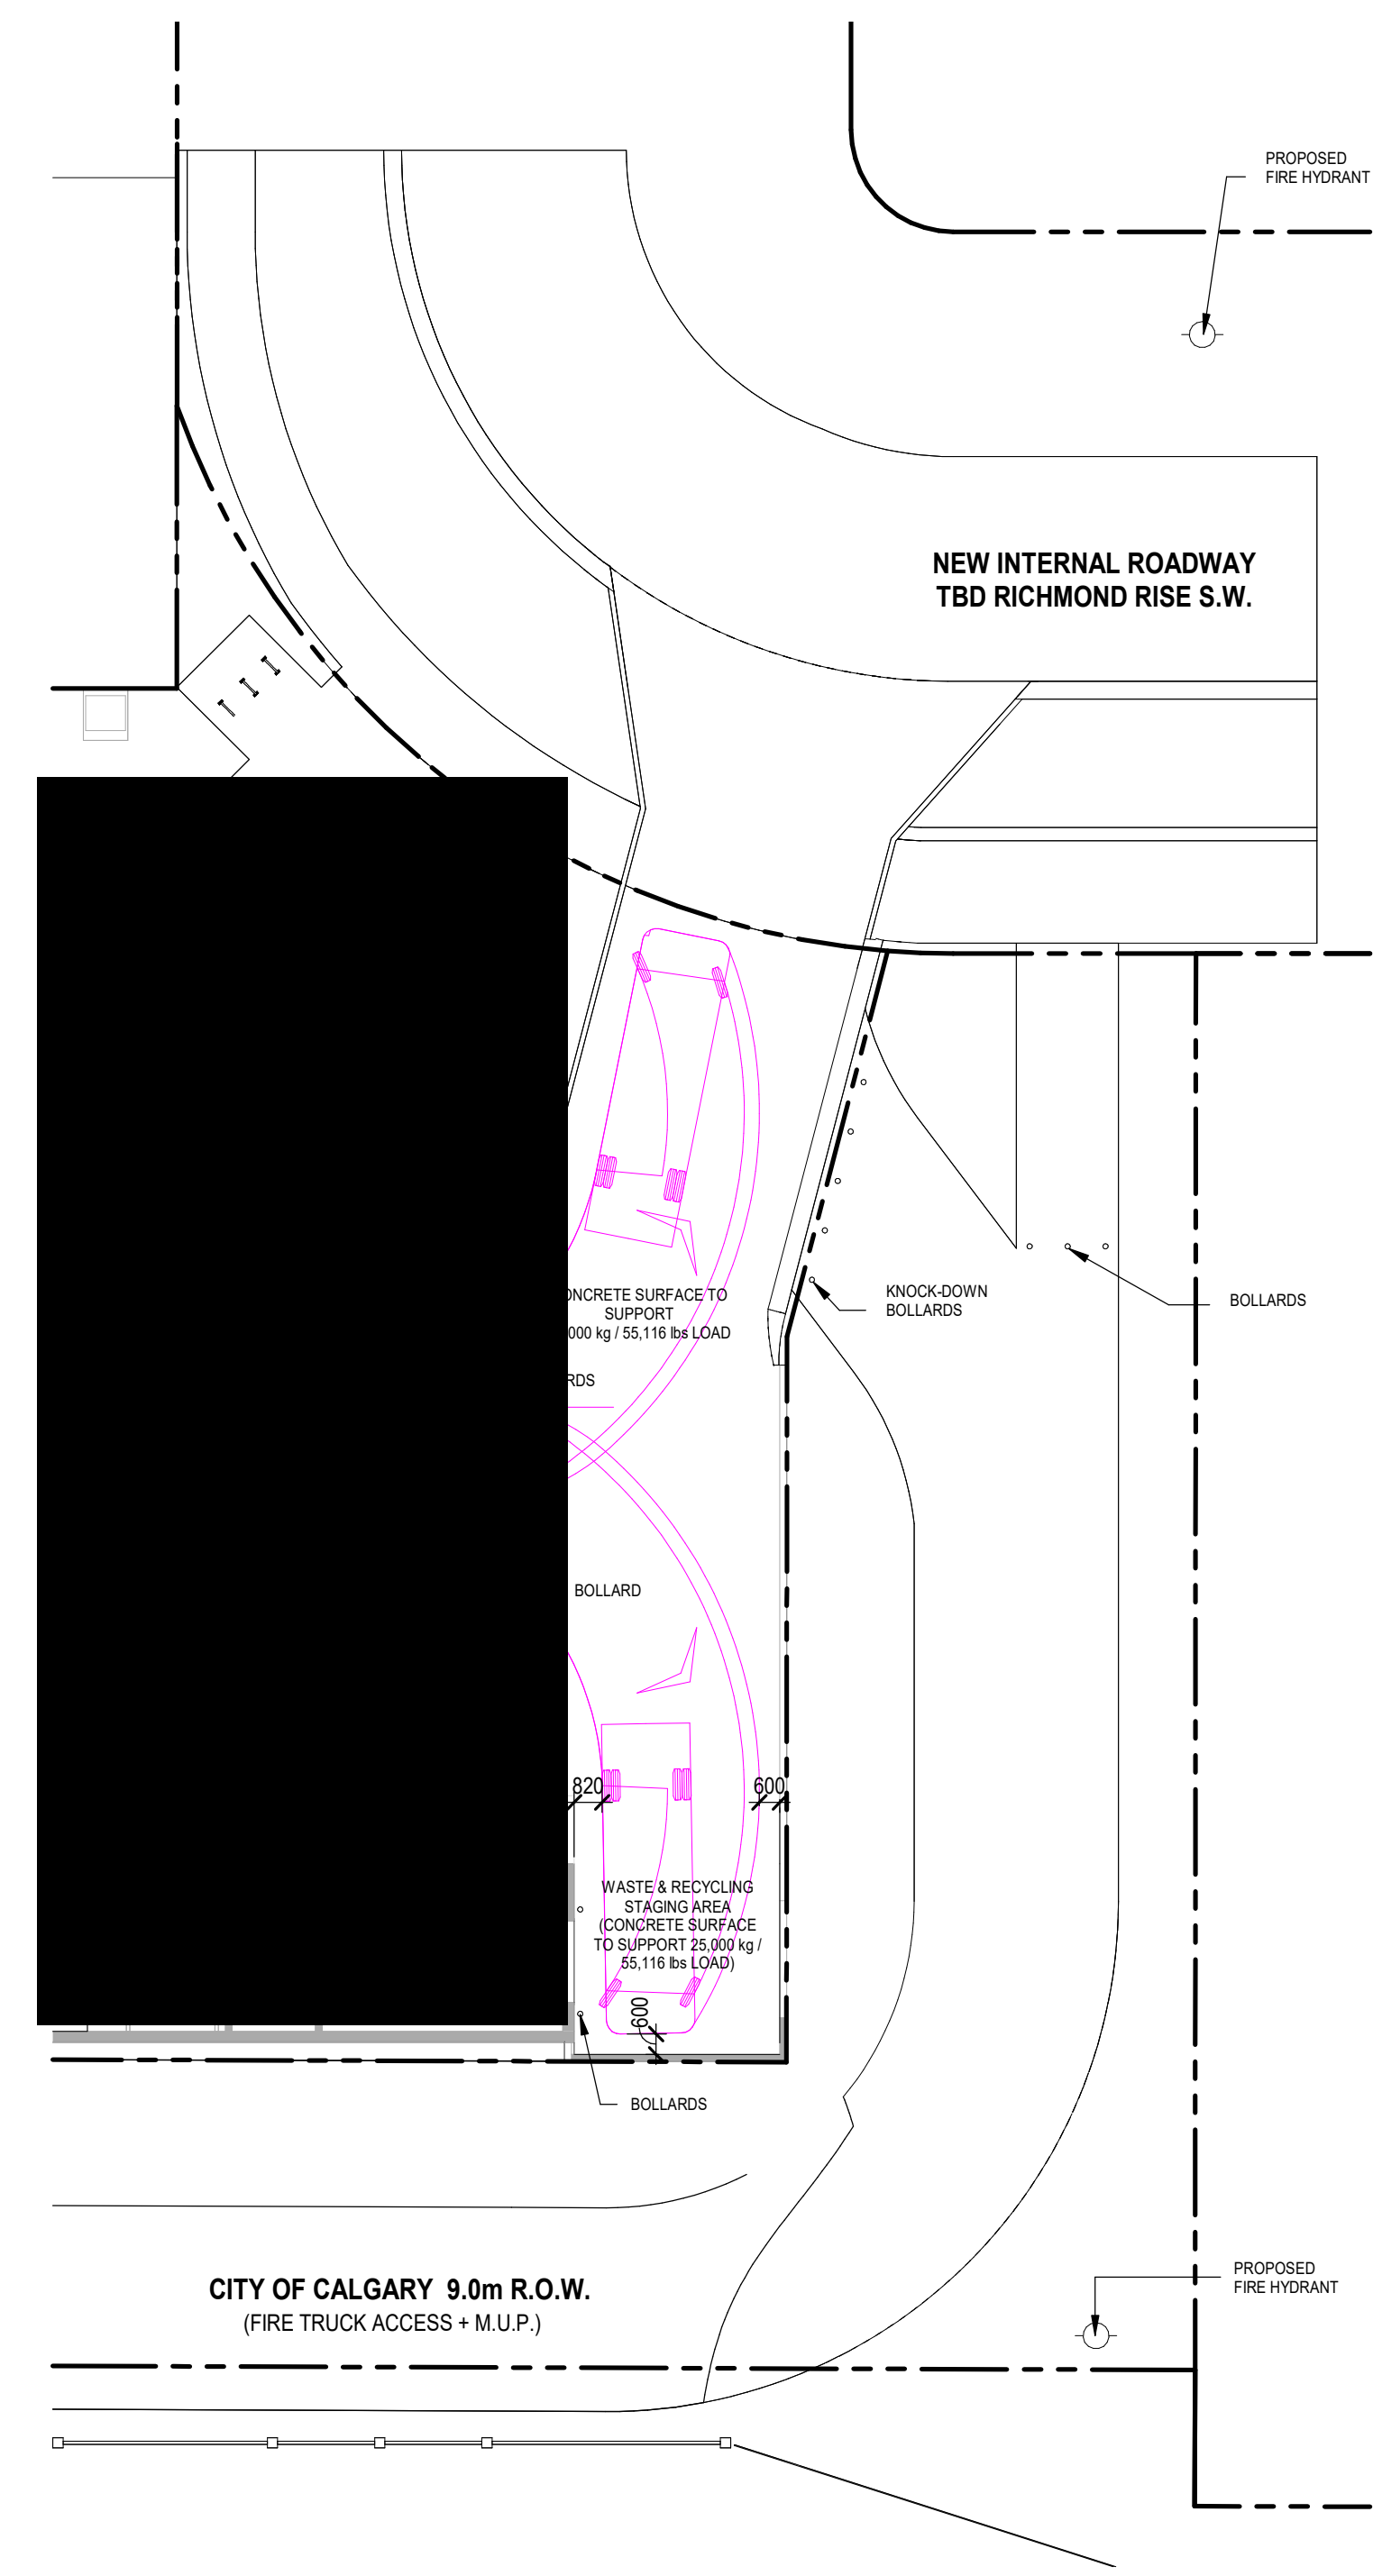 PROPOSED
FIRE HYDRANT
NEW INTERNAL ROADWAY
TBD RICHMOND RISE S.W.
KNOCK-DOWN
BOLLARDS
BOLLARDS
SURFACE TO
SUPPORT
000 kg / 55,116 lbs LOAD
BOLLARD
820
600
WASTE & RECYCLING
STAGING AREA
(CONCRETE SURFACE
TO SUPPORT 25,000 kg /
55,116 lbs LOAD)
600
BOLLARDS
PROPOSED
FIRE HYDRANT
CITY OF CALGARY 9.0m R.O.W.
(FIRE TRUCK ACCESS + M.U.P.)